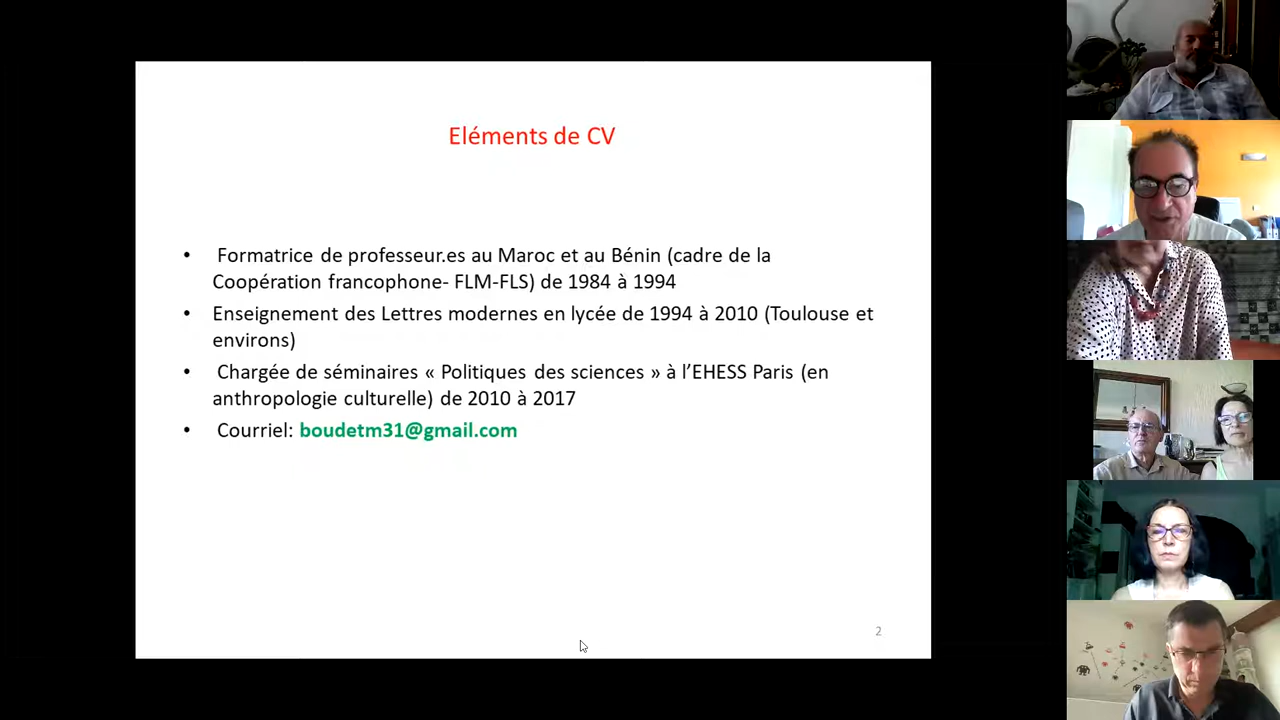 Eléments de CV
• Formatrice de professeur.es au Maroc et au Bénin (cadre de la
Coopération francophone- FLM-FLS) de 1984 à 1994
• Enseignement des Lettres modernes en lycée de 1994 à 2010 (Toulouse et
environs)
• Chargée de séminaires « Politiques des sciences » à l’EHESS Paris (en
anthropologie culturelle) de 2010 à 2017
• Courriel: boudetm31@gmail.com
2